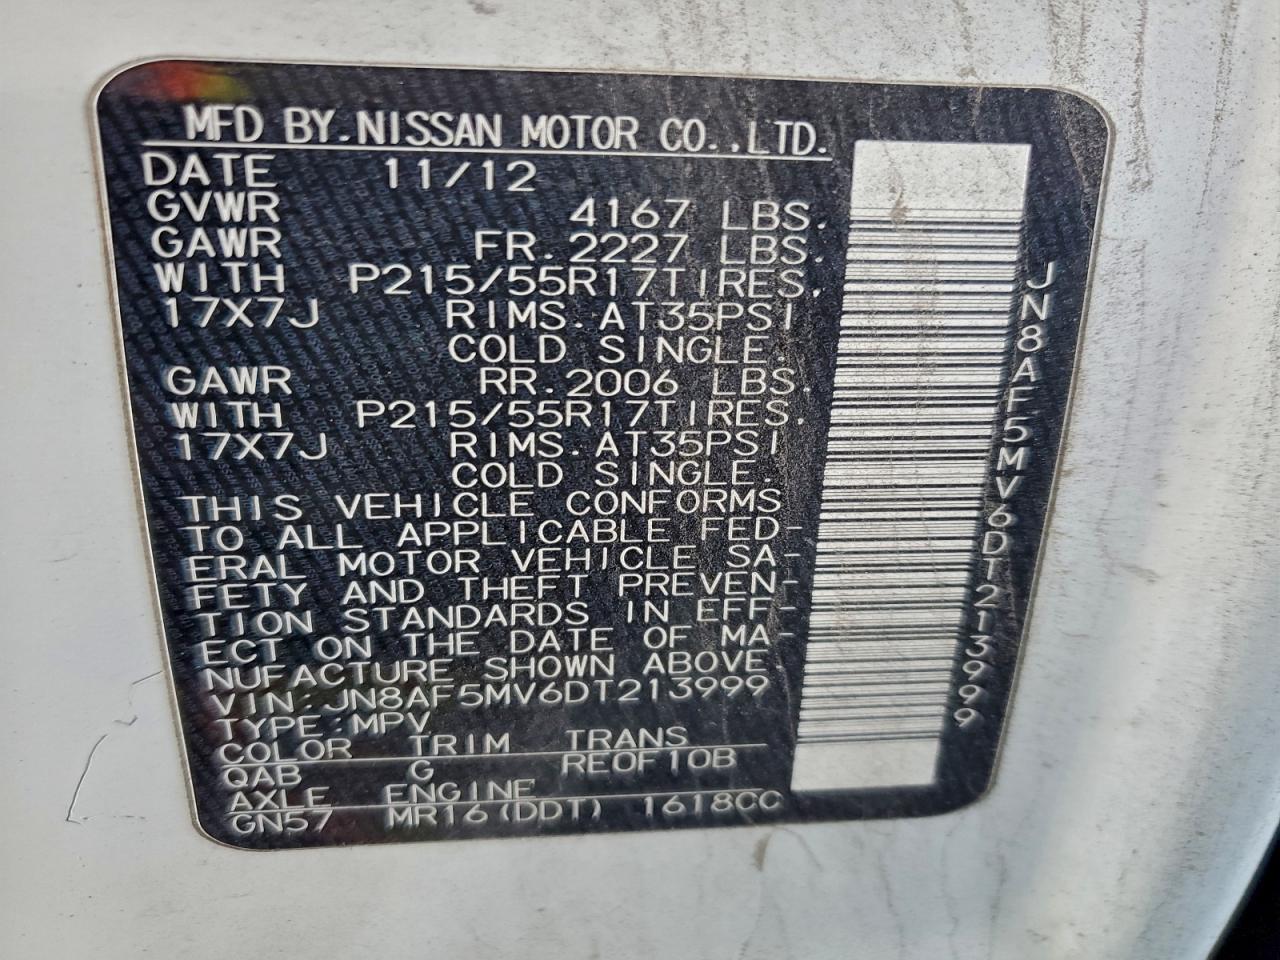 MFD BY.NISSAN MOTOR CO.,LTD.
DATE 11/12
GVWR 4167 LBS.
GAWR FR.2227 LBS.
WITH P215/55R17TIRES.
17X7J RIMS.AT35PSI
COLD SINGLE.
GAWR RR.2006 LBS.
WITH P215/55R17TIRES.
17X7J RIMS.AT35PSI
COLD SINGLE.
THIS VEHICLE CONFORMS
TO ALL APPLICABLE FED-
ERAL MOTOR VEHICLE SA-
FETY AND THEFT PREVEN-
TION STANDARDS IN EFF-
ECT ON THE DATE OF MA-
NUFACTURE SHOWN ABOVE
VIN:JN8AF5MV6DT213999
TYPE:MPV
COLOR TRIM TRANS
QAB G RE0F10B
AXLE ENGINE
GN57 MR16(DDT) 1618CC
JN8AF5MV6DT213999